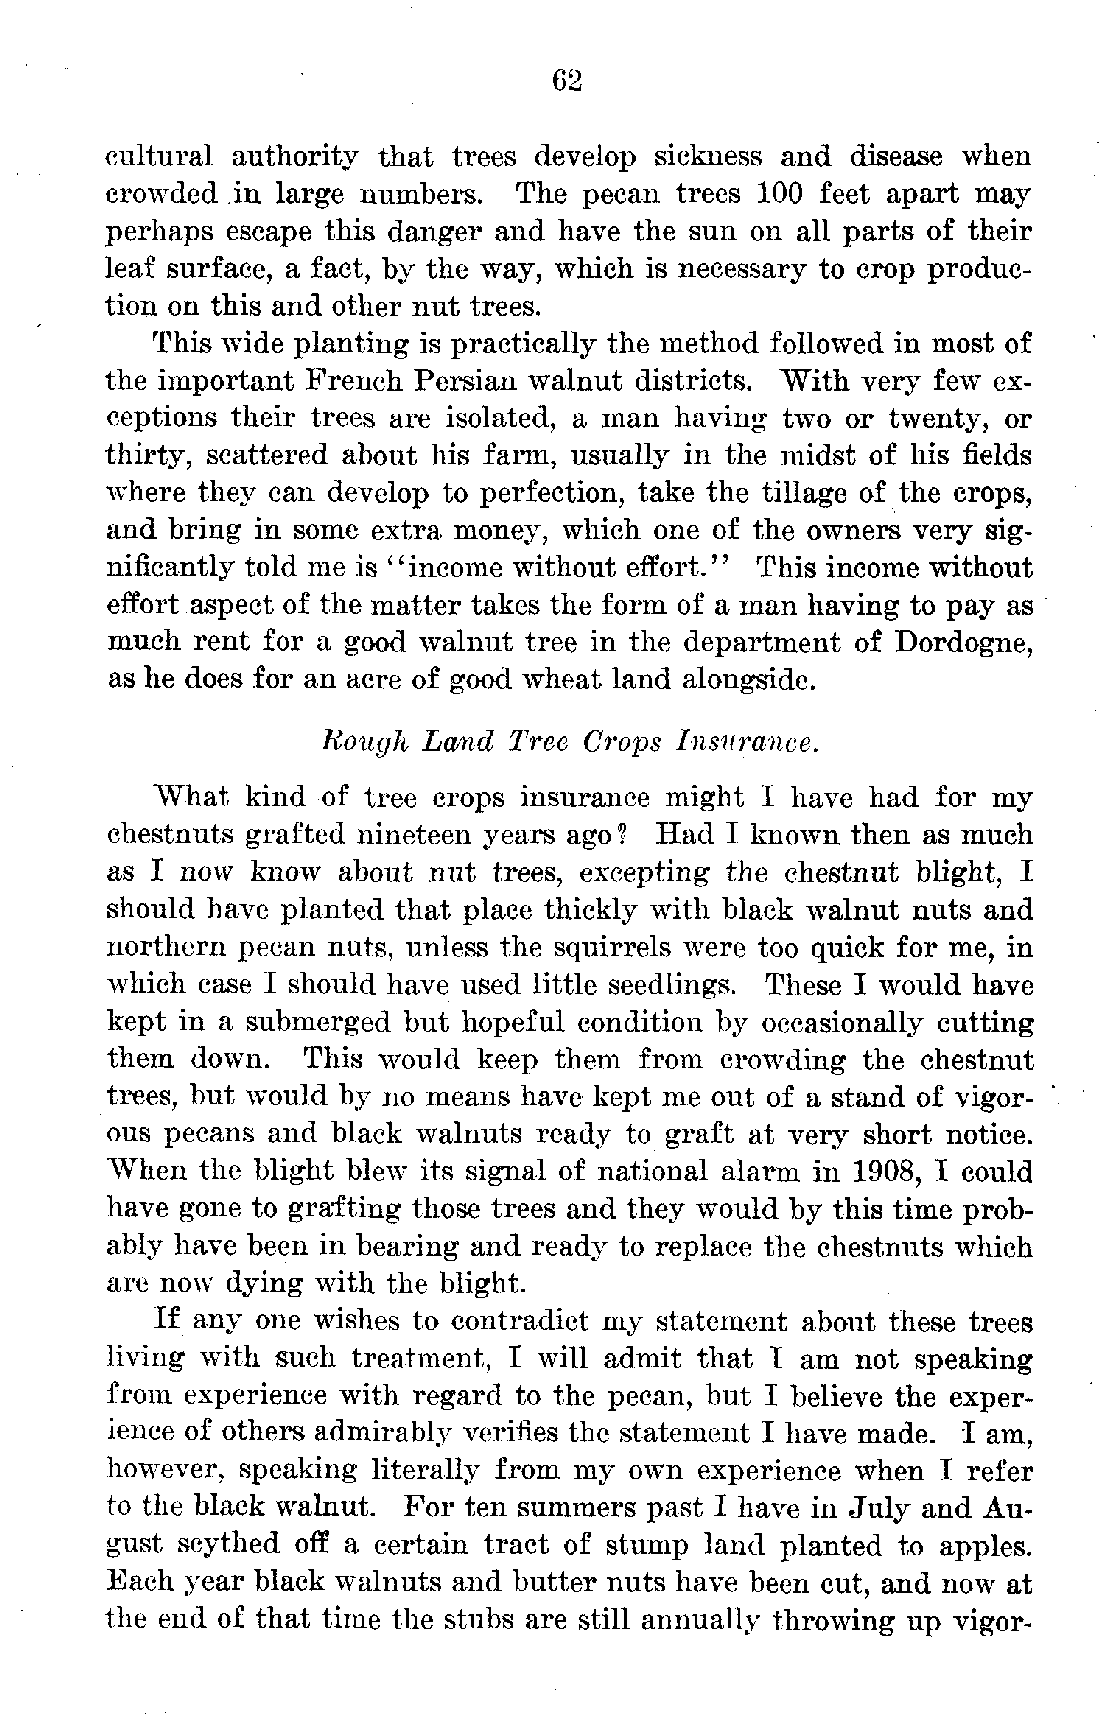 62
cultural authority that trees develop sickness and disease when
crowded in large numbers. The pecan trees 100 feet apart may
perhaps escape this danger and have the sun on all parts of their
leaf surface, a fact, by the way, which is necessary to crop produc-
tion on this and other nut trees.
This wide planting is practically the method followed in most of
the important French Persian walnut districts. With very few ex-
ceptions their trees are isolated, a man having two or twenty, or
thirty, scattered about his farm, usually in the midst of his fields
where they can develop to perfection, take the tillage of the crops,
and bring in some extra money, which one of the owners very sig-
nificantly told me is ‘‘income without effort.’’ This income without
effort aspect of the matter takes the form of a man having to pay as
much rent for a good walnut tree in the department of Dordogne,
as he does for an acre of good wheat land alongside.
Rough Land Tree Crops Insurance.
What kind of tree crops insurance might I have had for my
chestnuts grafted nineteen years ago? Had I known then as much
as I now know about nut trees, excepting the chestnut blight, I
should have planted that place thickly with black walnut nuts and
northern pecan nuts, unless the squirrels were too quick for me, in
which case I should have used little seedlings. These I would have
kept in a submerged but hopeful condition by occasionally cutting
them down. This would keep them from crowding the chestnut
trees, but would by no means have kept me out of a stand of vigor-
ous pecans and black walnuts ready to graft at very short notice.
When the blight blew its signal of national alarm in 1908, I could
have gone to grafting those trees and they would by this time prob-
ably have been in bearing and ready to replace the chestnuts which
are now dying with the blight.
If any one wishes to contradict my statement about these trees
living with such treatment, I will admit that I am not speaking
from experience with regard to the pecan, but I believe the exper-
ience of others admirably verifies the statement I have made. I am,
however, speaking literally from my own experience when I refer
to the black walnut. For ten summers past I have in July and Au-
gust scythed off a certain tract of stump land planted to apples.
Each year black walnuts and butter nuts have been cut, and now at
the end of that time the stubs are still annually throwing up vigor-